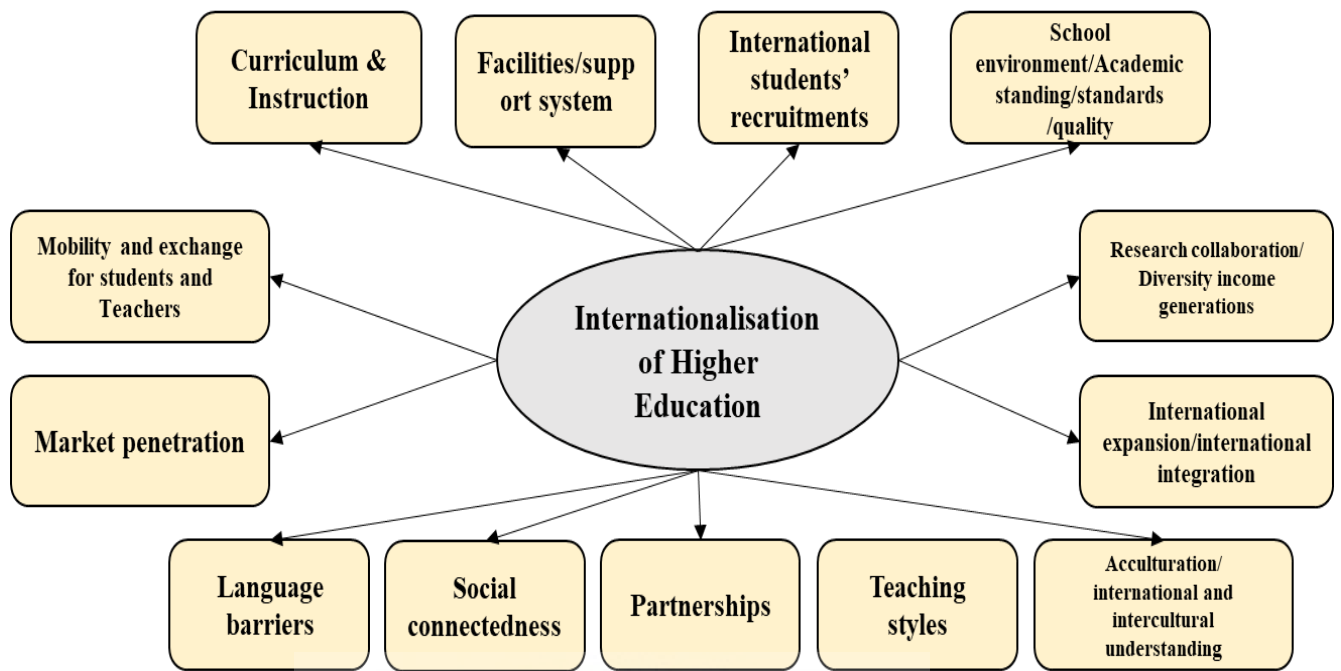 Curriculum &
Instruction
Facilities/supp
ort system
International
students’
recruitments
School
environment/Academic
standing/standards
/quality
Mobility and exchange
for students and
Teachers
Research collaboration/
Diversity income
generations
Internationalisation
of Higher
Education
Market penetration
International
expansion/international
integration
Language
barriers
Social
connectedness
Partnerships
Teaching
styles
Acculturation/
international and
intercultural
understanding